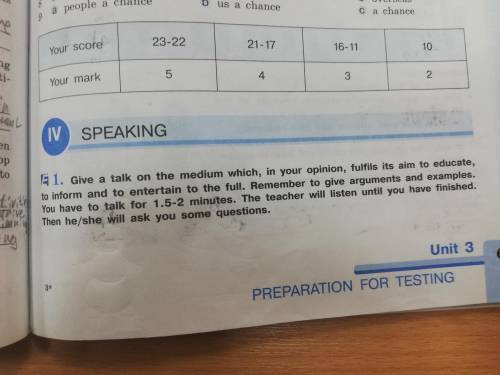 9 a people a chance b us a chance c a chance
Your score 23-22 21-17 16-11 10
Your mark 5 4 3 2
IV SPEAKING
1. Give a talk on the medium which, in your opinion, fulfils its aim to educate,
to inform and to entertain to the full. Remember to give arguments and examples.
You have to talk for 1.5-2 minutes. The teacher will listen until you have finished.
Then he/she will ask you some questions.
Unit 3
3*
PREPARATION FOR TESTING